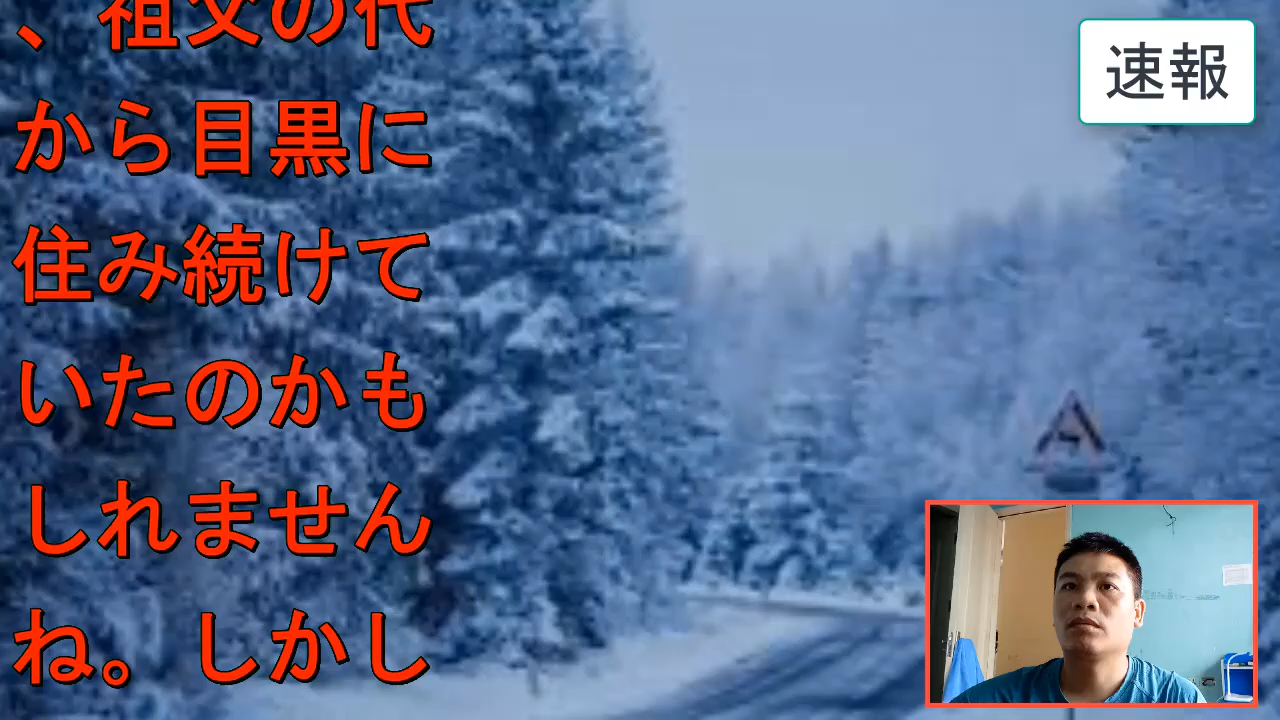 、祖父の代
から目黒に
住み続けて
いたのかも
しれません
ね。しかし
速報